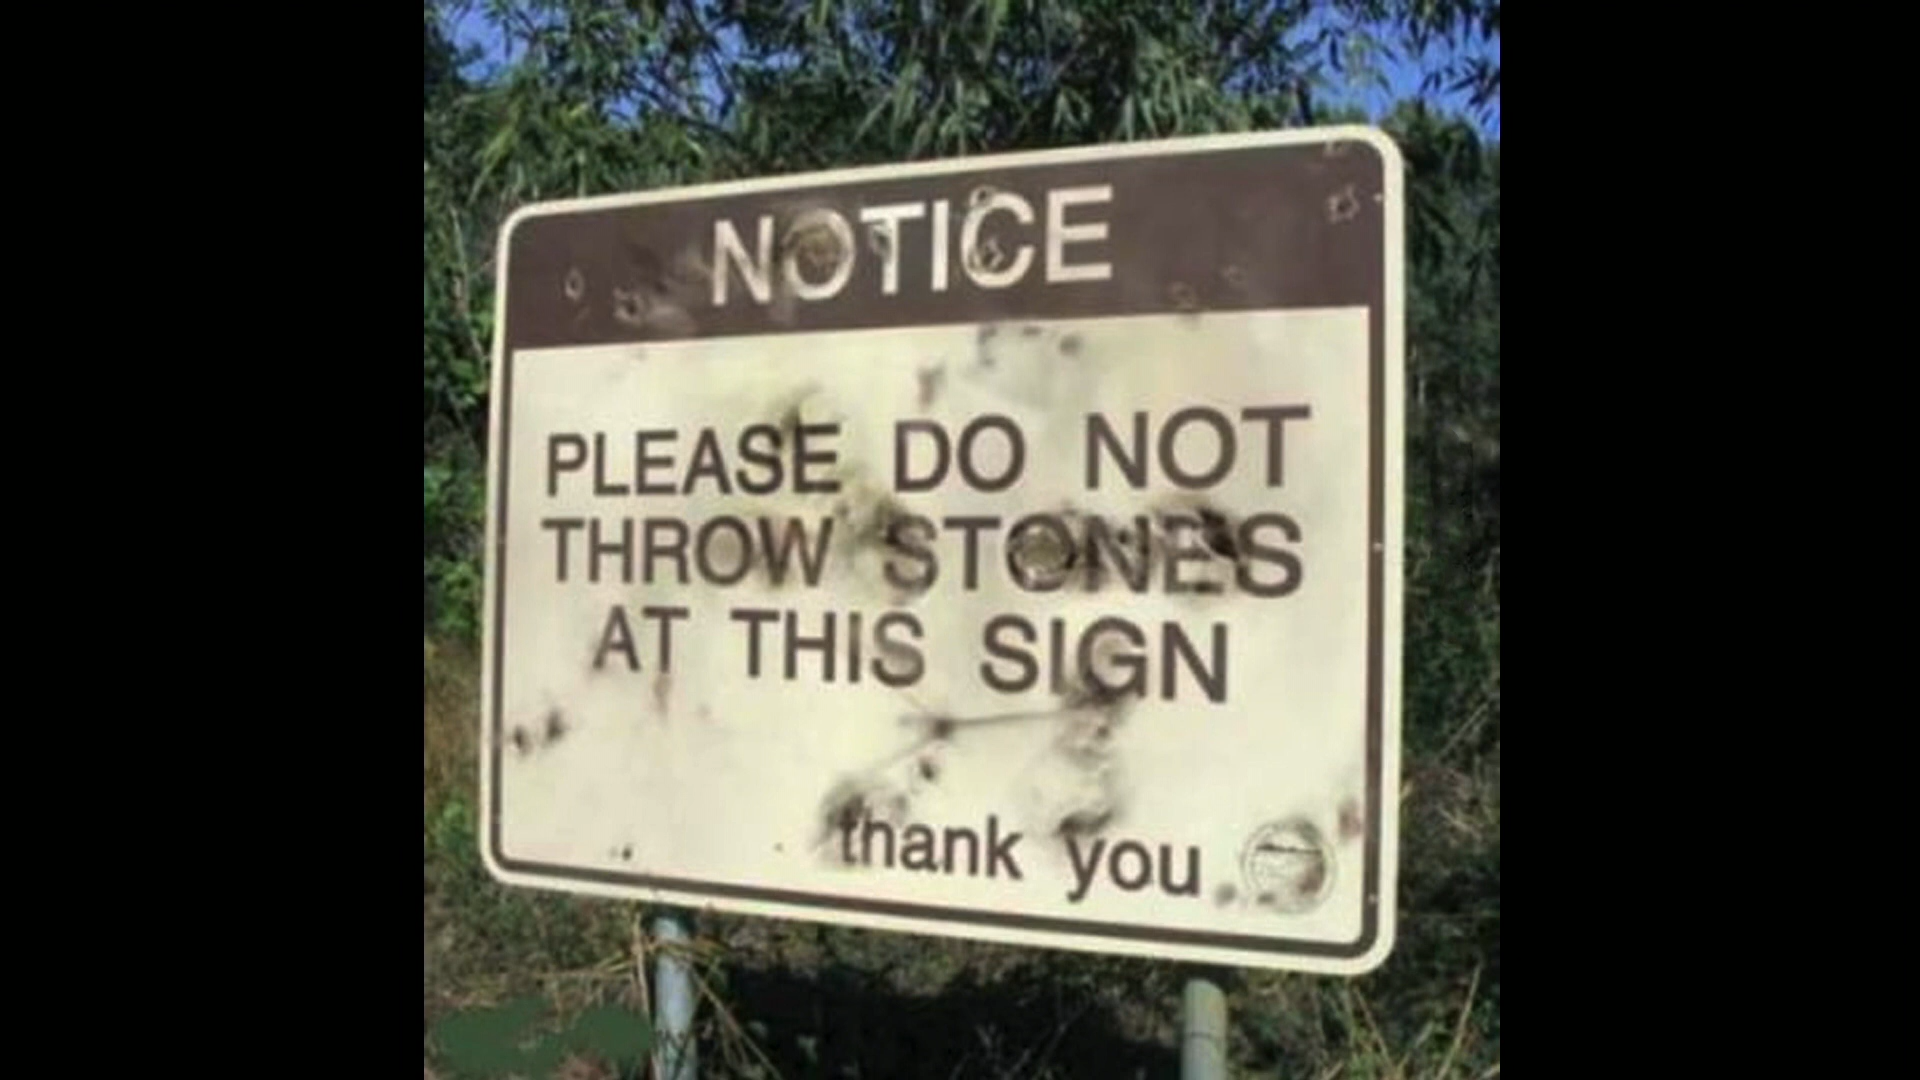 NOTICE
PLEASE DO NOT
THROW STONES
AT THIS SIGN
thank you